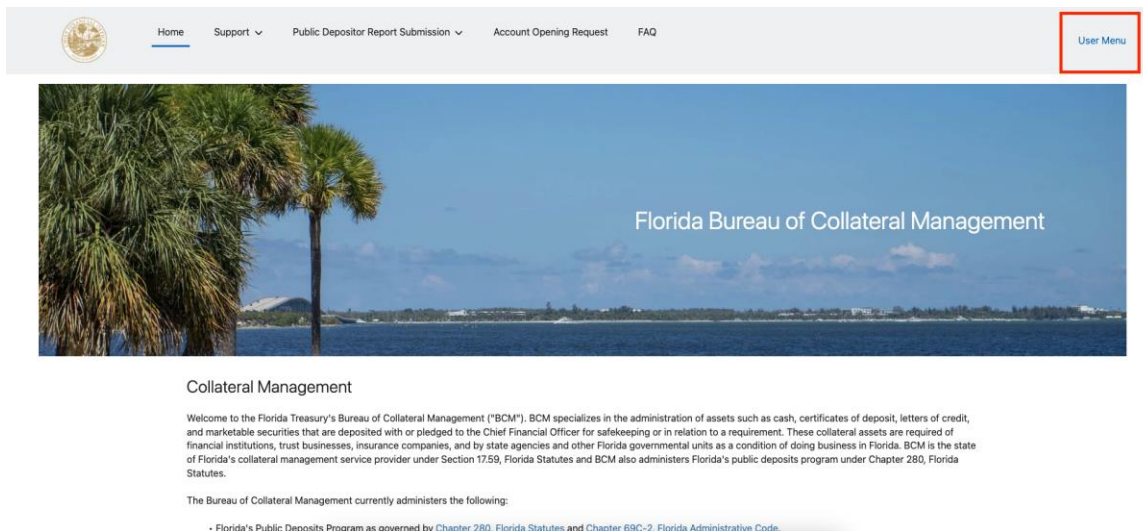 Home Support Public Depositor Report Submission Account Opening Request FAQ
User Menu
Florida Bureau of Collateral Management
Collateral Management
Welcome to the Florida Treasury's Bureau of Collateral Management ("BCM"). BCM specializes in the administration of assets such as cash, certificates of deposit, letters of credit,
and marketable securities that are deposited with or pledged to the Chief Financial Officer for safekeeping or in relation to a requirement. These collateral assets are required of
financial institutions, trust businesses, insurance companies, and by state agencies and other Florida governmental units as a condition of doing business in Florida. BCM is the state
of Florida's collateral management service provider under Section 17.59, Florida Statutes and BCM also administers Florida's public deposits program under Chapter 280, Florida
Statutes.
The Bureau of Collateral Management currently administers the following:
• Florida's Public Deposits Program as governed by Chapter 280, Florida Statutes and Chapter 69C-2, Florida Administrative Code.